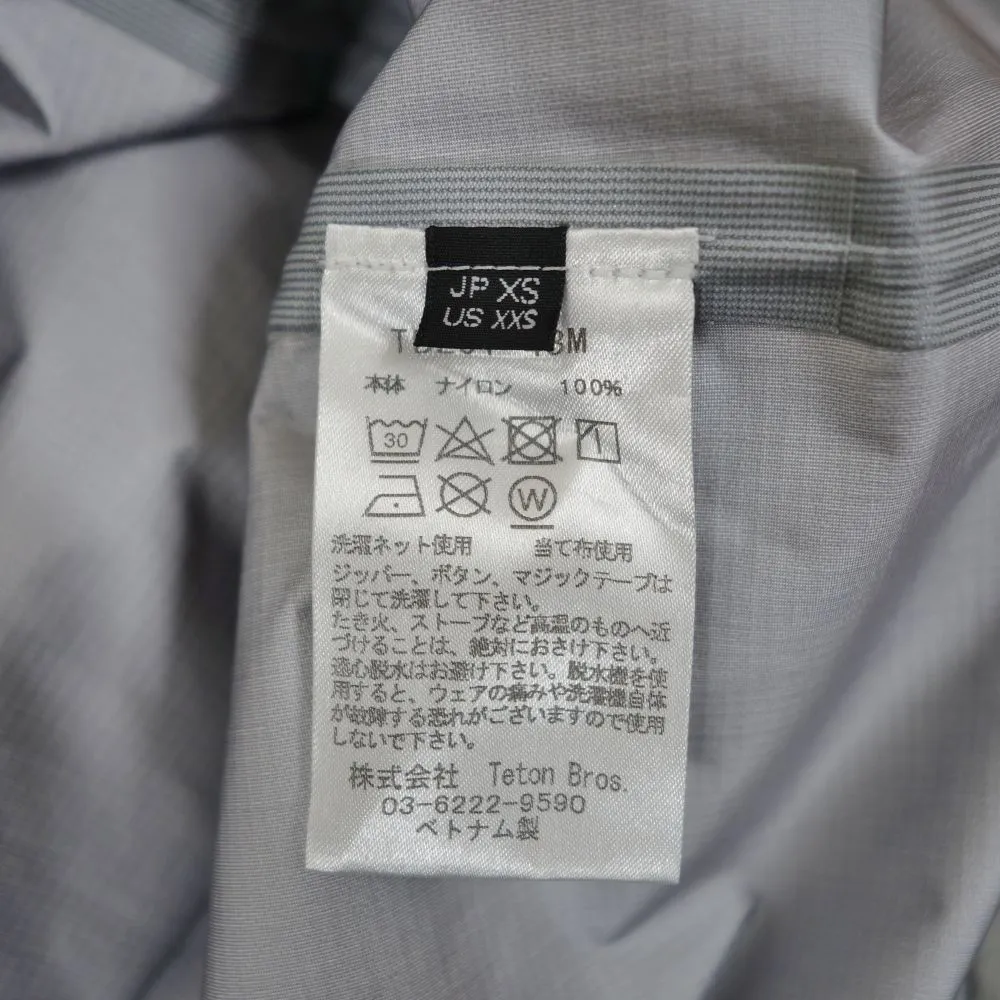 JP XS
US XXS
本体 ナイロン 100%
30
1
W
洗濯ネット使用 当て布使用
ジッパー、ボタン、マジックテープは
閉じて洗濯して下さい。
たき火、ストーブなど高温のものへ近
づけることは、絶対におさけ下さい。
遠心脱水はお避け下さい。脱水機を使
用すると、ウェアの痛みや洗濯機自体
が故障する恐れがございますので使用
しないで下さい。
株式会社 Teton Bros.
03-6222-9590
ベトナム製